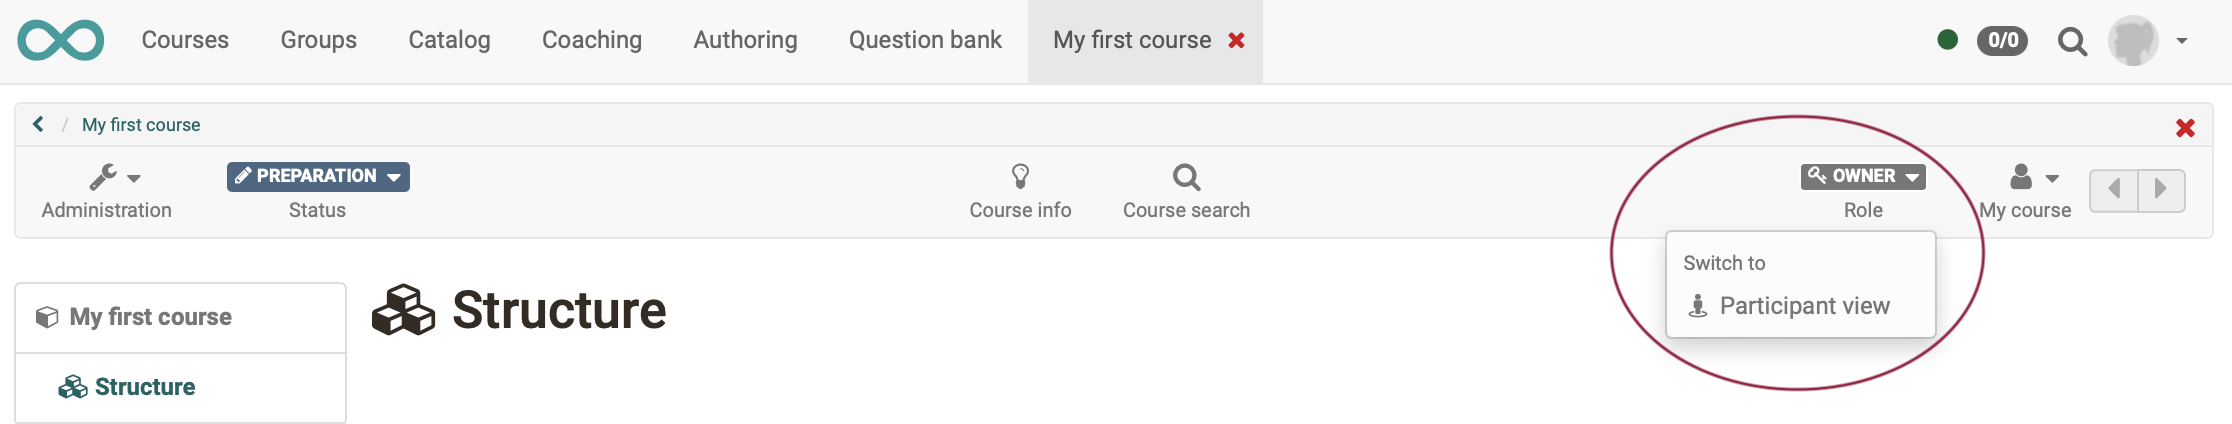 Courses Groups Catalog Coaching Authoring Question bank My first course 0/0
/ My first course
PREPARATION OWNER
Administration Status Course info Course search Role My course
Switch to
Participant view
My first course
Structure
Structure